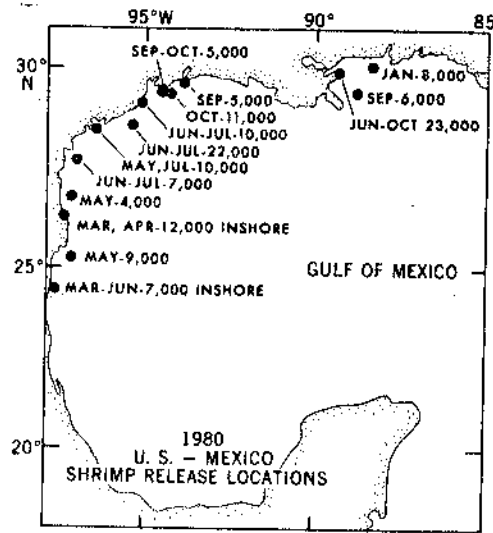 95°W 90° 85
30°
N
SEP-OCT-5,000
JAN-8,000
SEP-5,000
SEP-6,000
OCT-11,000
JUN-OCT 23,000
JUN-JUL-10,000
JUN-JUL-22,000
MAY,JUL-10,000
JUN-JUL-7,000
MAY-4,000
MAR, APR-12,000 INSHORE
25°
MAY-9,000
GULF OF MEXICO
MAR-JUN-7,000 INSHORE
20°
1980
U. S. – MEXICO
SHRIMP RELEASE LOCATIONS